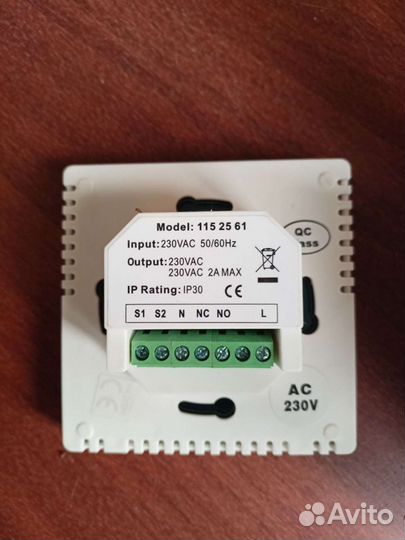 Model: 115 25 61
QC
Input: 230VAC 50/60Hz
Output: 230VAC
230VAC 2A MAX
IP Rating: IP30 CE
S1 S2 N NC NO L
AC
230V
Avito